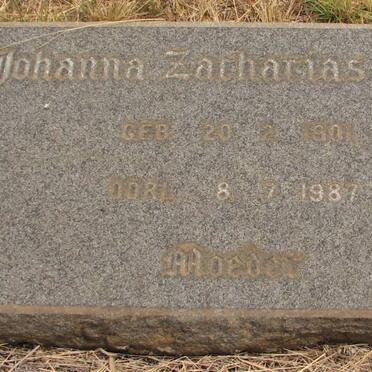 Johanna Zacharias
GEB 20 2 1901
OORL 8 7 1987
Moeder